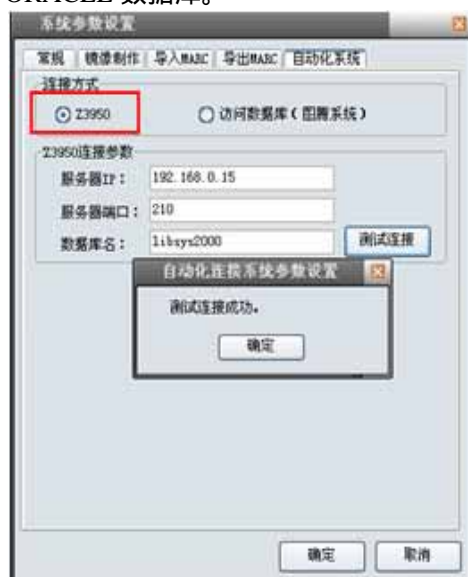 ORACLE 数据库。
系统参数设置
常规 镜像制作 导入MARC 导出MARC 自动化系统
连接方式
Z3950 访问数据库(图腾系统)
Z3950连接参数
服务器IP: 192.168.0.15
服务器端口: 210
数据库名: libsys2000 测试连接
自动化连接系统参数设置
测试连接成功。
确定
确定 取消